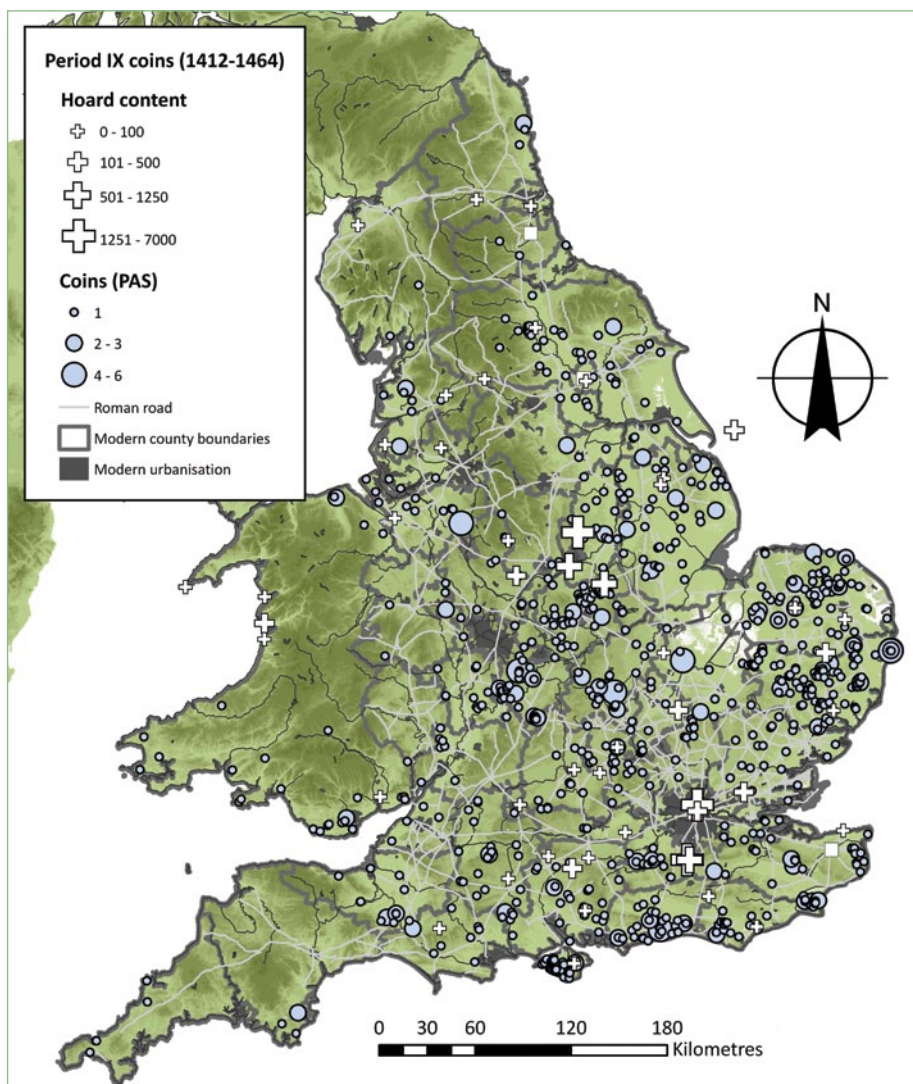 Period IX coins (1412-1464)
Hoard content
0 - 100
101 - 500
501 - 1250
1251 - 7000
Coins (PAS)
1
2 - 3
4 - 6
Roman road
Modern county boundaries
Modern urbanisation
N
0 30 60 120 180
Kilometres